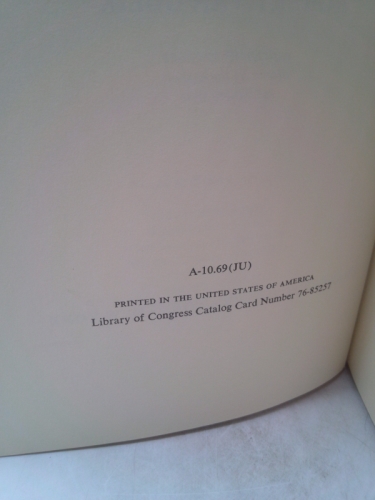 A-10.69(JU)
PRINTED IN THE UNITED STATES OF AMERICA
Library of Congress Catalog Card Number 76-85257